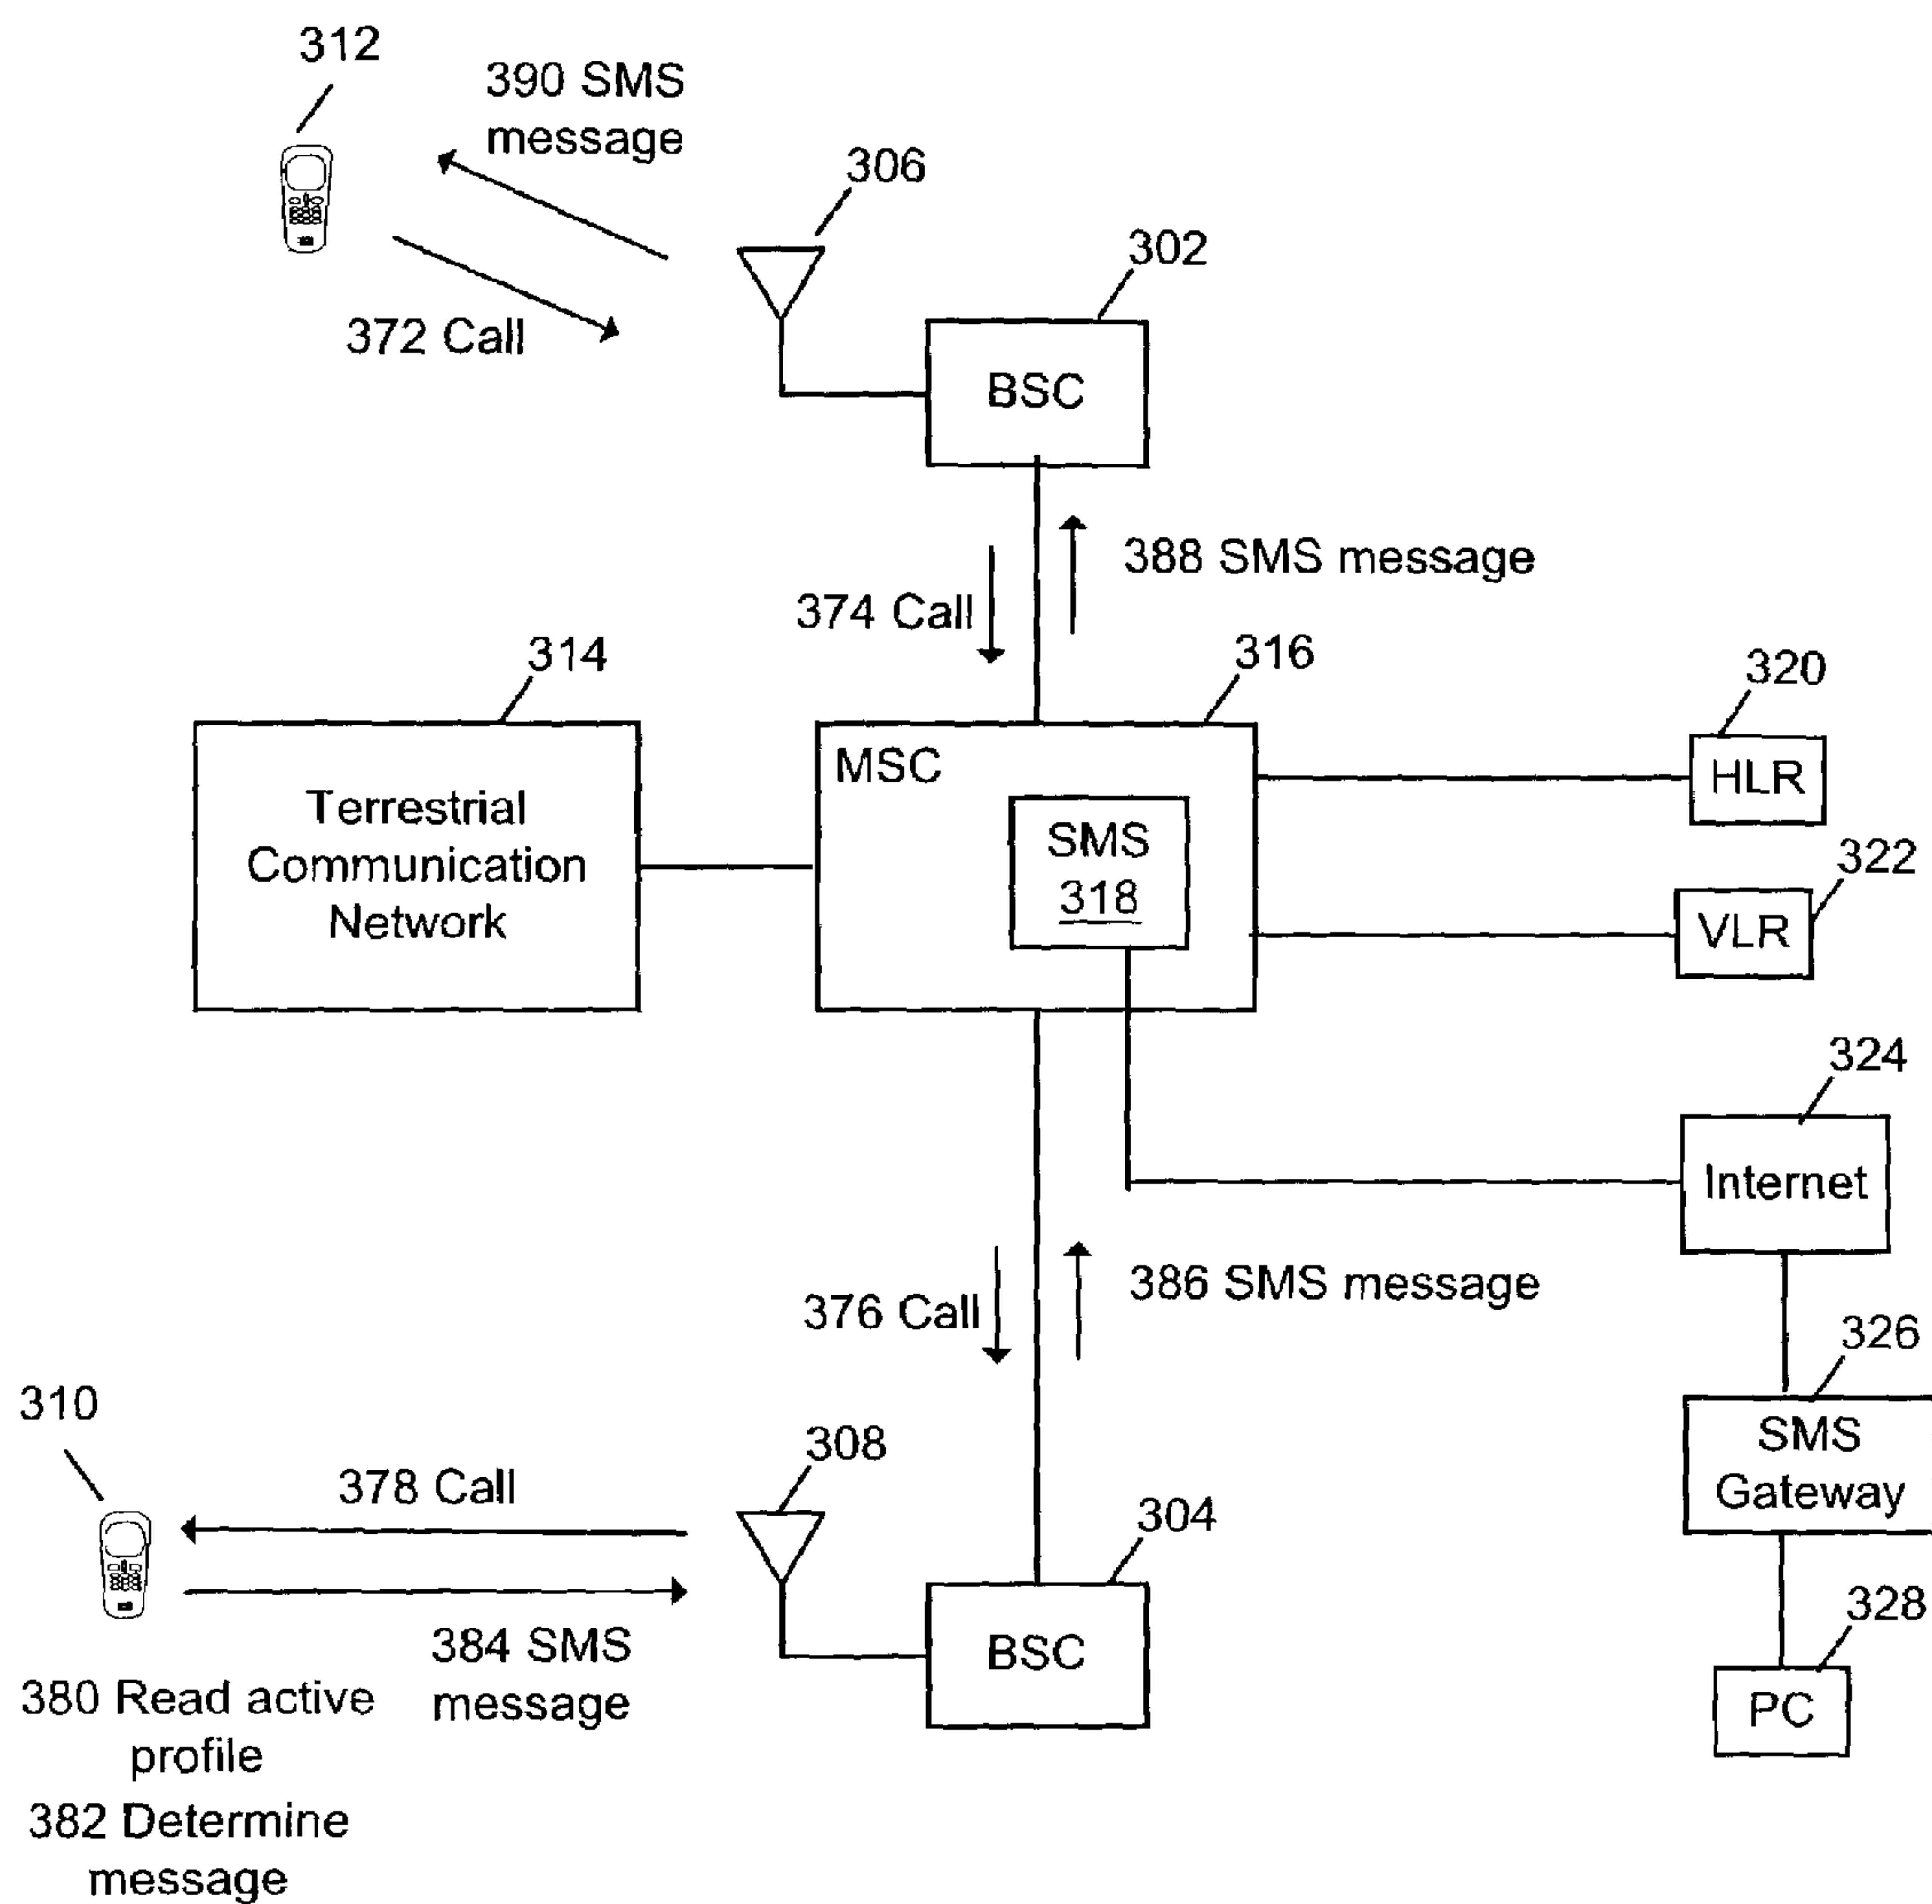 312
390 SMS
message
306
302
372 Call
BSC
388 SMS message
374 Call
314
316
320
MSC
HLR
Terrestrial
Communication
Network
SMS
318
322
VLR
324
Internet
386 SMS message
376 Call
326
310
308
SMS
Gateway
378 Call
304
328
384 SMS
message
BSC
PC
380 Read active
profile
382 Determine
message